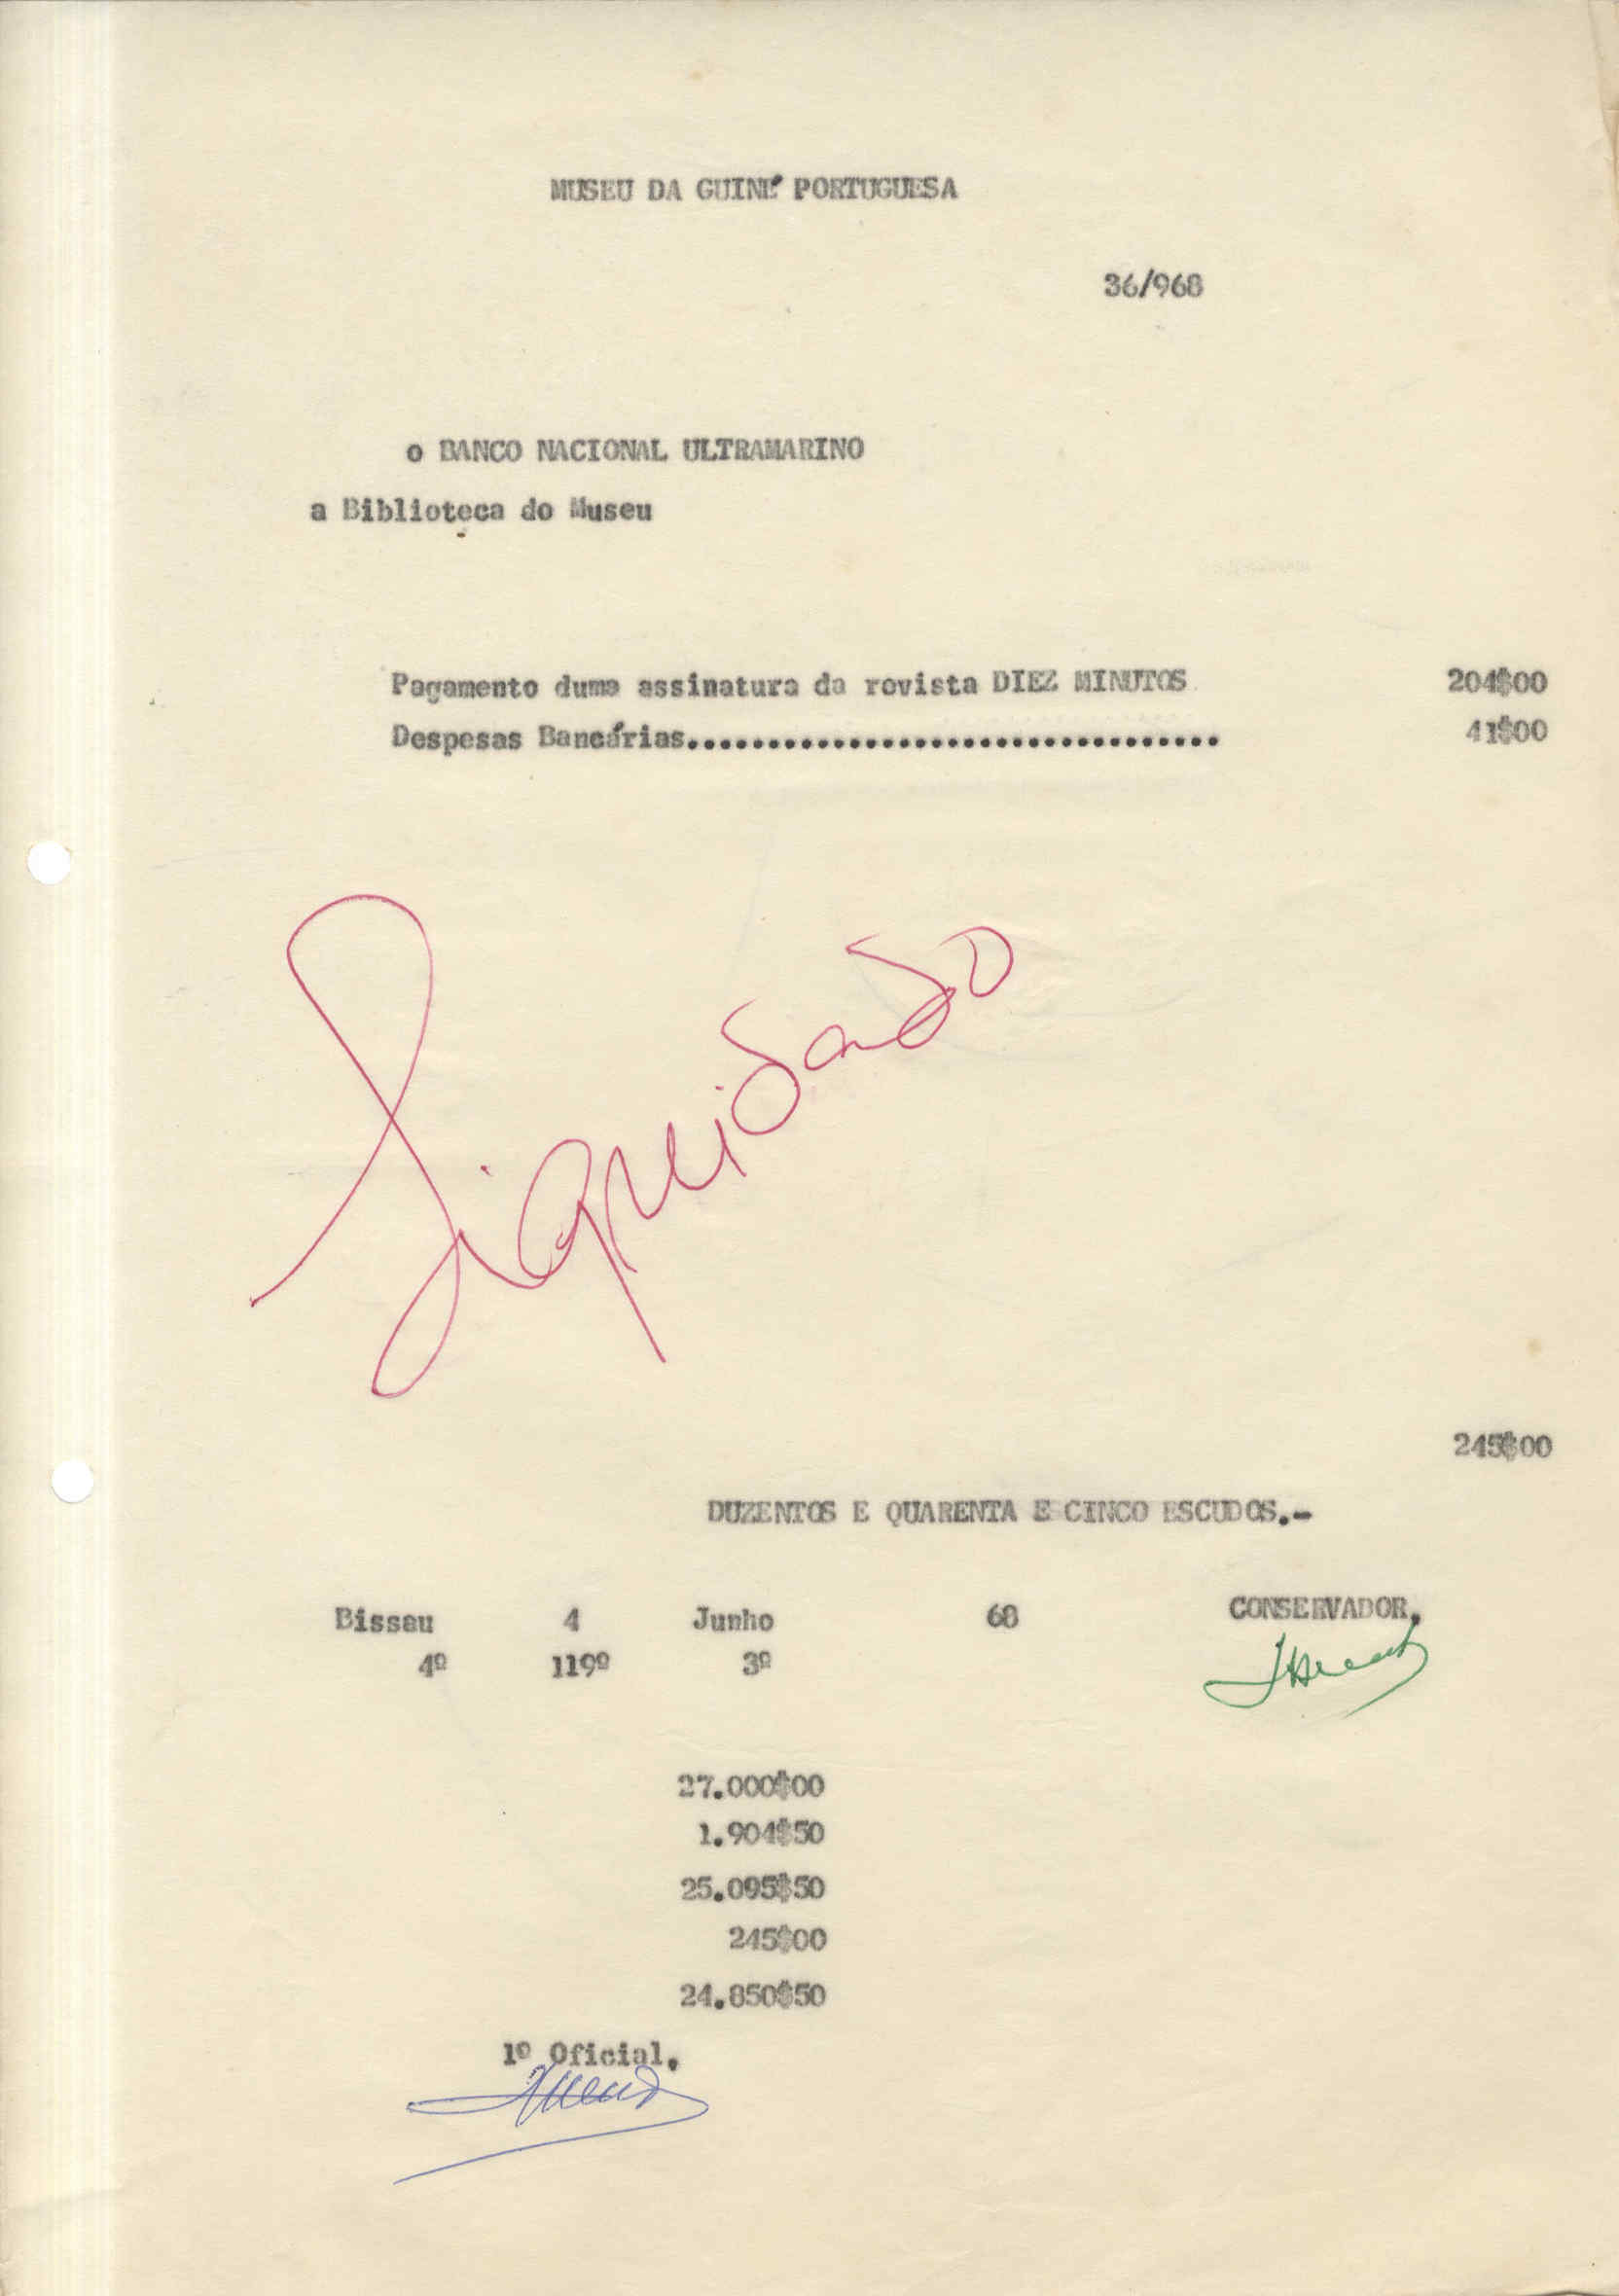 MUSEU DA GUINÉ PORTUGUESA
36/968
o BANCO NACIONAL ULTRAMARINO
a Biblioteca do Museu
Pagamento duma assinatura da revista DIEZ MINUTOS 204$00
Despesas Bancárias................................. 41$00
Liquidado
245$00
DUZENTOS E QUARENTA E CINCO ESCUDOS.-
Bissau 4 Junho 68 CONSERVADOR,
4º 119º 3º
27.000$00
1.904$50
25.095$50
245$00
24.850$50
1º Oficial,